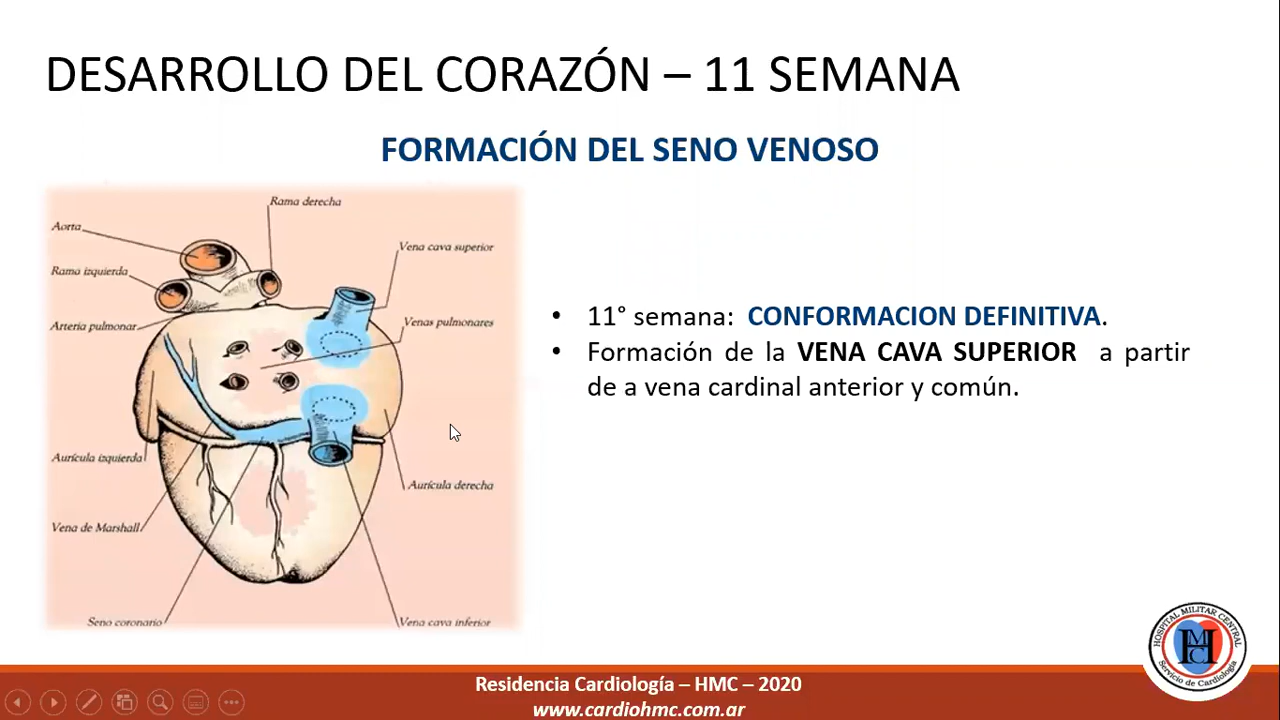 DESARROLLO DEL CORAZÓN – 11 SEMANA
FORMACIÓN DEL SENO VENOSO
Rama derecha
Aorta
Vena cava superior
Rama izquierda
Venas pulmonares
Arteria pulmonar
Aurícula izquierda
Aurícula derecha
Vena de Marshall
Seno coronario
Vena cava inferior
• 11° semana: CONFORMACION DEFINITIVA.
• Formación de la VENA CAVA SUPERIOR a partir
de a vena cardinal anterior y común.
HOSPITAL MILITAR CENTRAL
HMC
Servicio de Cardiología
Residencia Cardiología – HMC – 2020
www.cardiohmc.com.ar